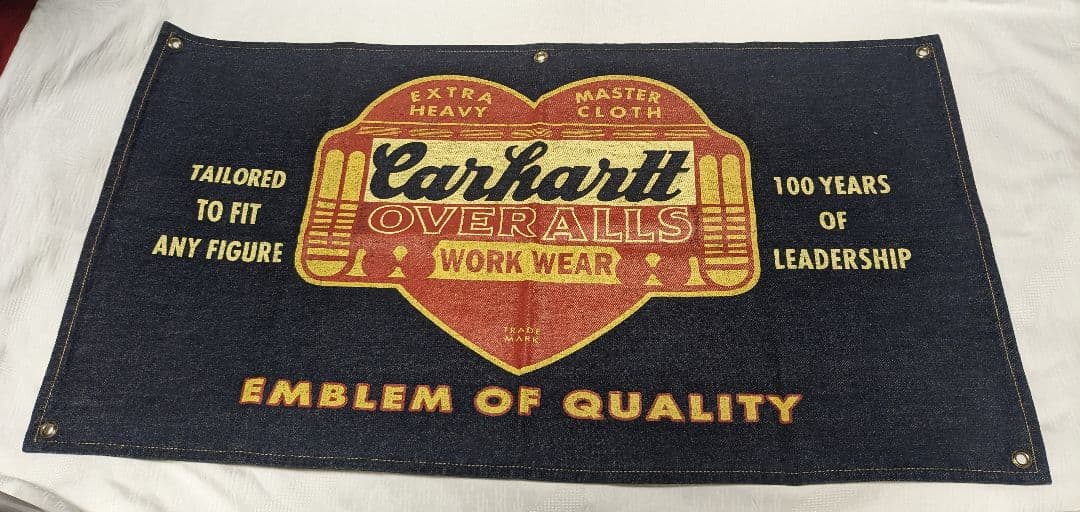 EXTRA HEAVY
MASTER CLOTH
Carhartt
OVERALLS
WORK WEAR
TRADE MARK
TAILORED
TO FIT
ANY FIGURE
100 YEARS
OF
LEADERSHIP
EMBLEM OF QUALITY